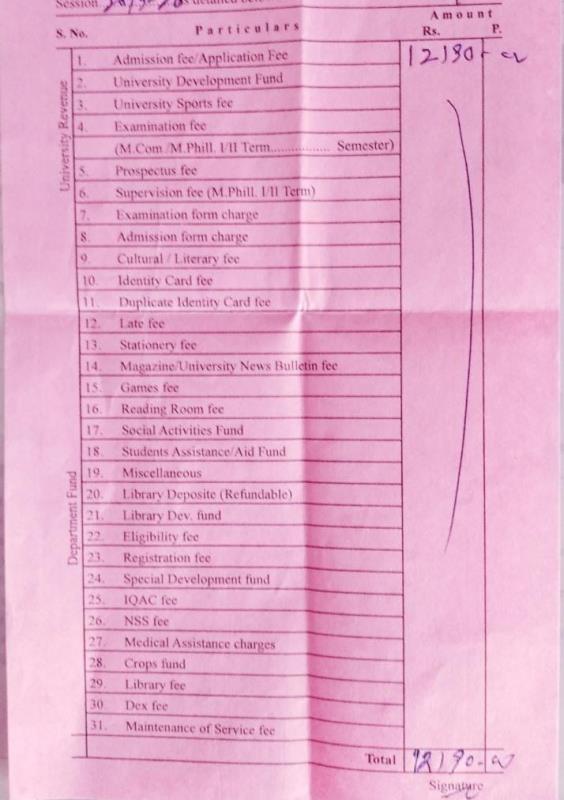 Session 2019-20 as detailed below
S. No. Particulars Amount
Rs. P.
University Revenue
1. Admission fee/Application Fee 12190-00
2. University Development Fund
3. University Sports fee
4. Examination fee
(M.Com./M.Phill. I/II Term................ Semester)
5. Prospectus fee
6. Supervision fee (M.Phill. I/II Term)
7. Examination form charge
8. Admission form charge
9. Cultural / Literary fee
10. Identity Card fee
11. Duplicate Identity Card fee
12. Late fee
13. Stationery fee
14. Magazine/University News Bulletin fee
15. Games fee
16. Reading Room fee
17. Social Activities Fund
18. Students Assistance/Aid Fund
Department Fund
19. Miscellaneous
20. Library Deposite (Refundable)
21. Library Dev. fund
22. Eligibility fee
23. Registration fee
24. Special Development fund
25. IQAC fee
26. NSS fee
27. Medical Assistance charges
28. Crops fund
29. Library fee
30. Dex fee
31. Maintenance of Service fee
Total 12190-00
Signature